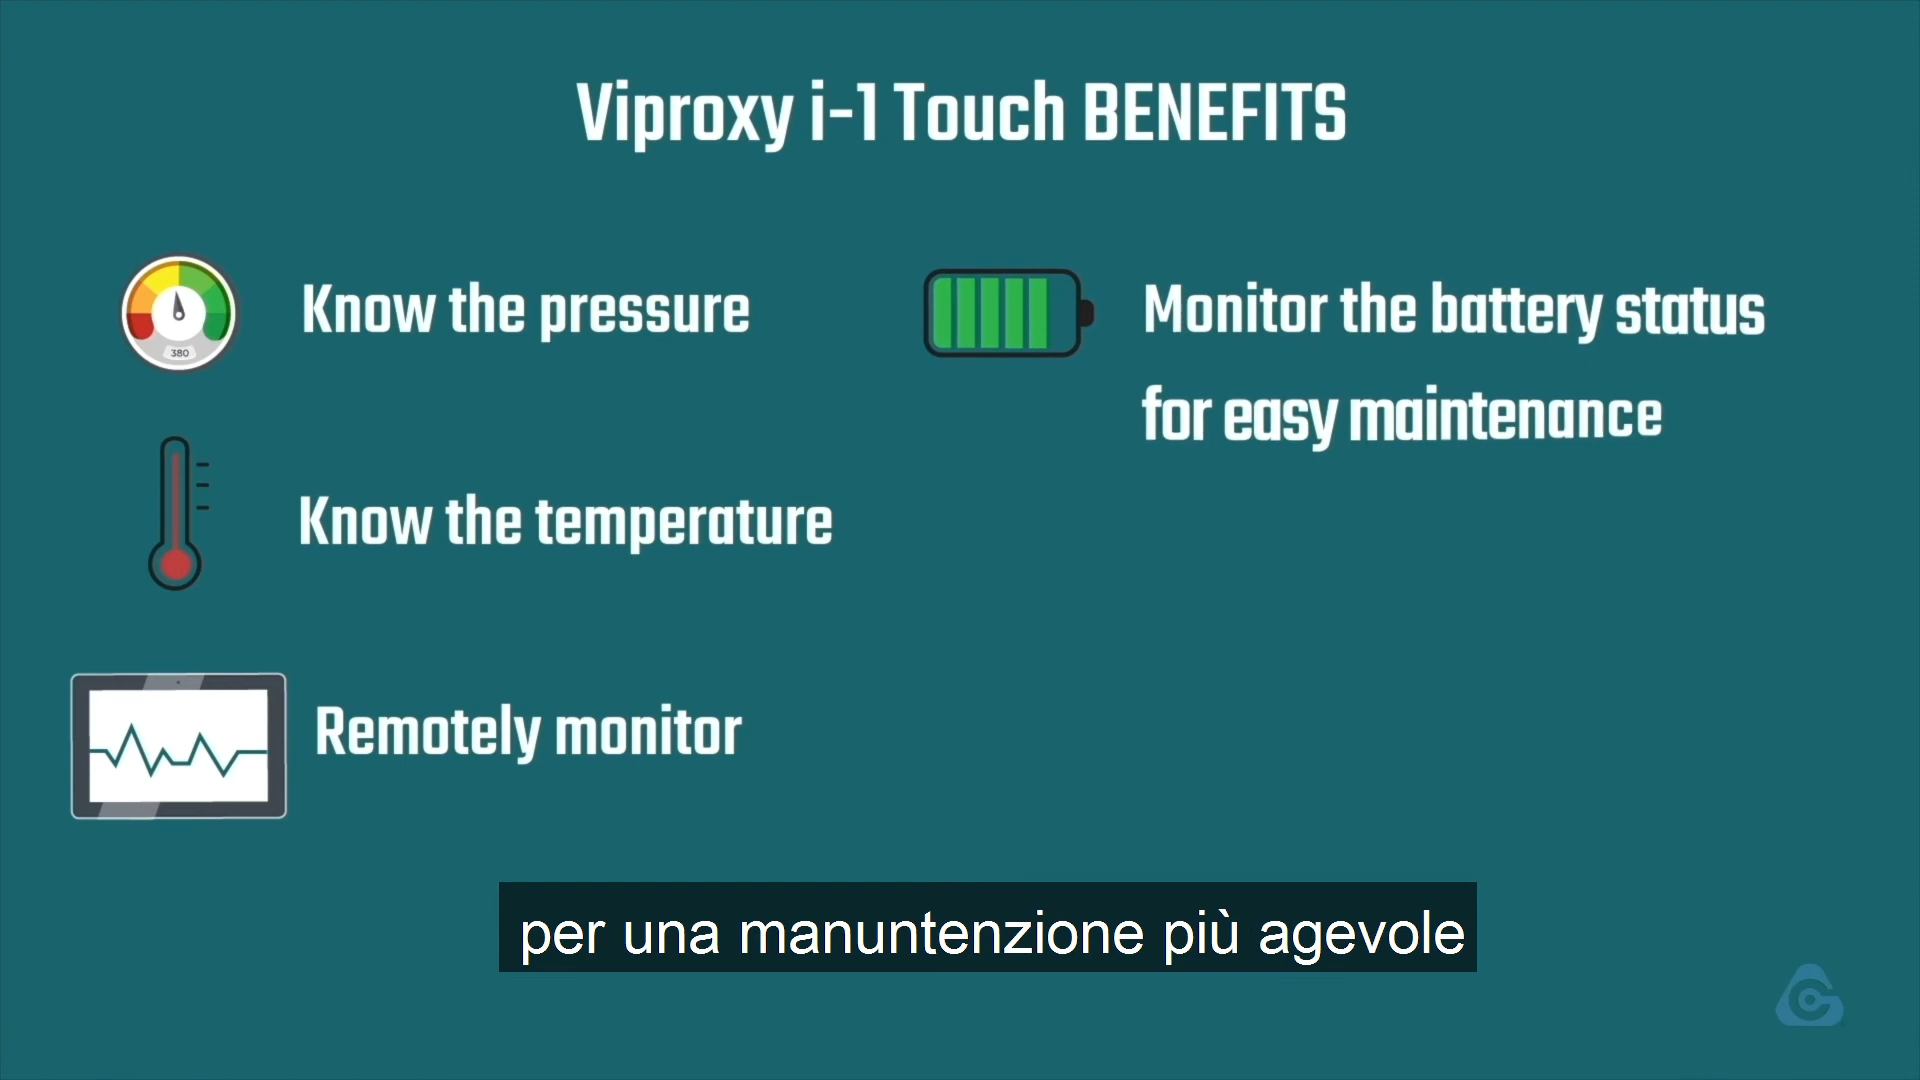 Viproxy i-1 Touch BENEFITS
Know the pressure
380
Know the temperature
Remotely monitor
Monitor the battery status
for easy maintenance
per una manuntenzione più agevole